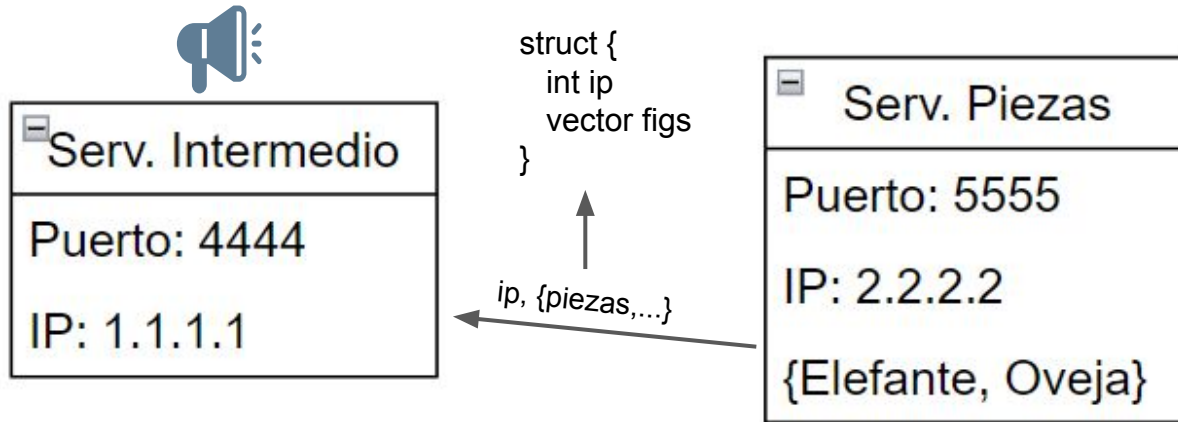 Serv. Intermedio
Puerto: 4444
IP: 1.1.1.1
struct {
int ip
vector figs
}
ip, {piezas,...}
Serv. Piezas
Puerto: 5555
IP: 2.2.2.2
{Elefante, Oveja}